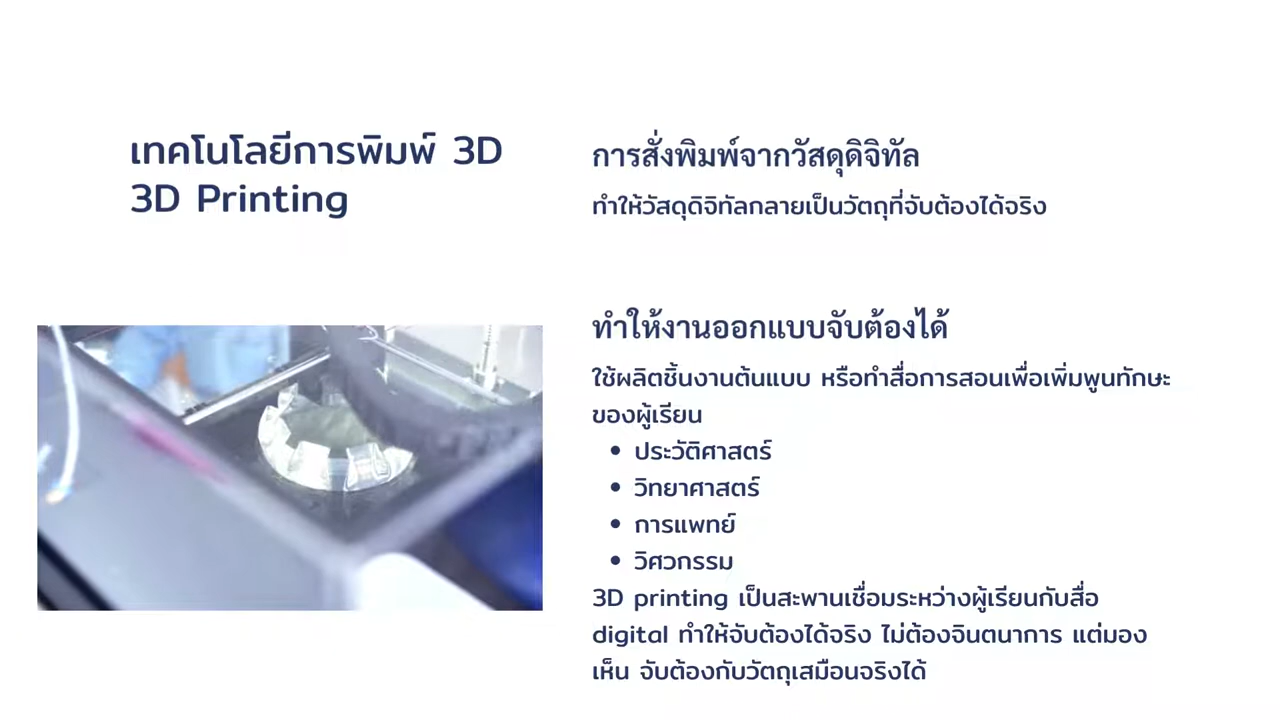 เทคโนโลยีการพิมพ์ 3D
3D Printing
การสั่งพิมพ์จากวัสดุดิจิทัล
ทำให้วัสดุดิจิทัลกลายเป็นวัตถุที่จับต้องได้จริง
ทำให้งานออกแบบจับต้องได้
ใช้ผลิตชิ้นงานต้นแบบ หรือทำสื่อการสอนเพื่อเพิ่มพูนทักษะ
ของผู้เรียน
• ประวัติศาสตร์
• วิทยาศาสตร์
• การแพทย์
• วิศวกรรม
3D printing เป็นสะพานเชื่อมระหว่างผู้เรียนกับสื่อ
digital ทำให้จับต้องได้จริง ไม่ต้องจินตนาการ แต่มอง
เห็น จับต้องกับวัตถุเสมือนจริงได้